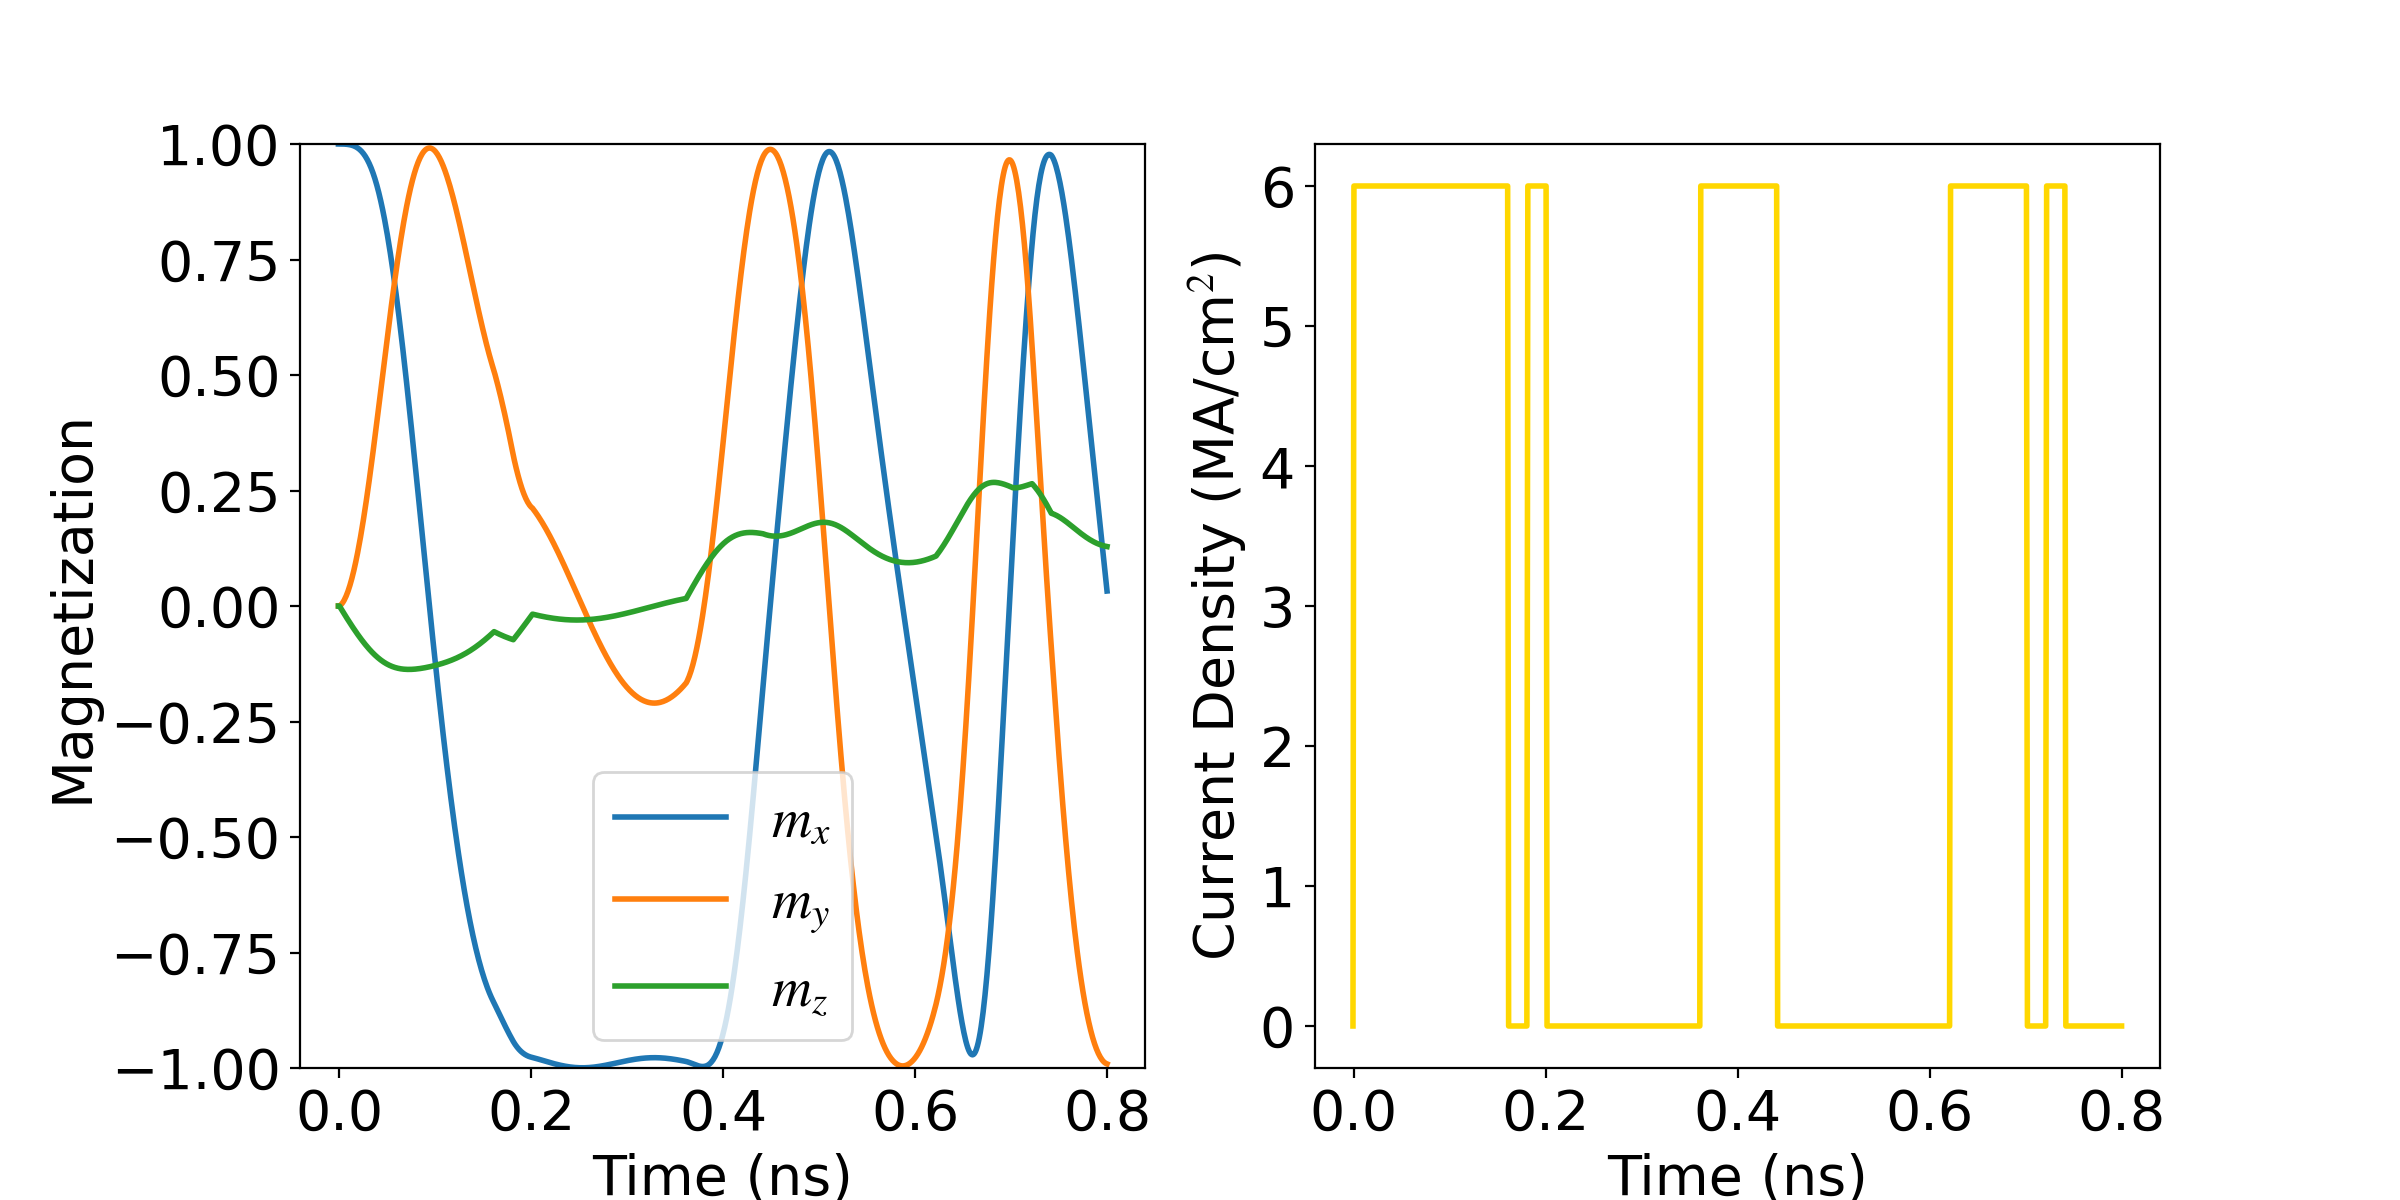 1.00
0.75
0.50
0.25
0.00
−0.25
−0.50
−0.75
−1.00
Magnetization
0.0 0.2 0.4 0.6 0.8
Time (ns)
m_x
m_y
m_z
6
5
4
3
2
1
0
Current Density (MA/cm²)
0.0 0.2 0.4 0.6 0.8
Time (ns)